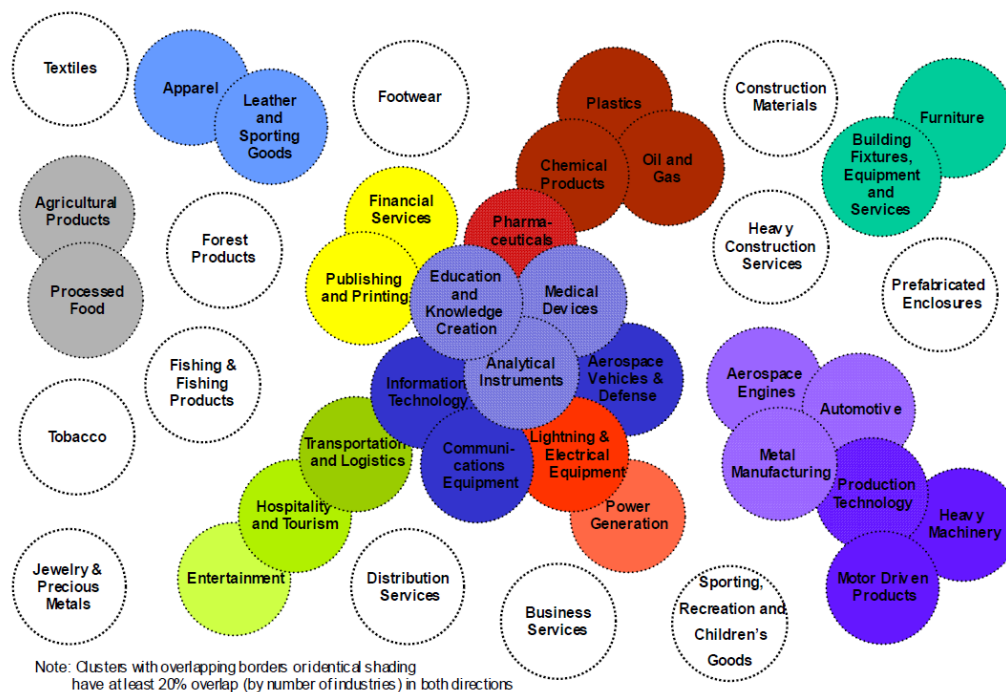 Textiles
Apparel
Leather and
Sporting
Goods
Footwear
Plastics
Oil and
Gas
Chemical
Products
Construction
Materials
Furniture
Building
Fixtures,
Equipment
and
Services
Agricultural
Products
Processed
Food
Forest
Products
Financial
Services
Publishing
and Printing
Pharma-
ceuticals
Education
and
Knowledge
Creation
Medical
Devices
Heavy
Construction
Services
Prefabricated
Enclosures
Fishing &
Fishing
Products
Tobacco
Information
Technology
Analytical
Instruments
Aerospace
Vehicles &
Defense
Aerospace
Engines
Automotive
Transportation
and Logistics
Communi-
cations
Equipment
Lightning &
Electrical
Equipment
Metal
Manufacturing
Production
Technology
Heavy
Machinery
Hospitality
and Tourism
Power
Generation
Jewelry &
Precious
Metals
Entertainment
Distribution
Services
Business
Services
Sporting,
Recreation and
Children's
Goods
Motor Driven
Products
Note: Clusters with overlapping borders or identical shading
have at least 20% overlap (by number of industries) in both directions